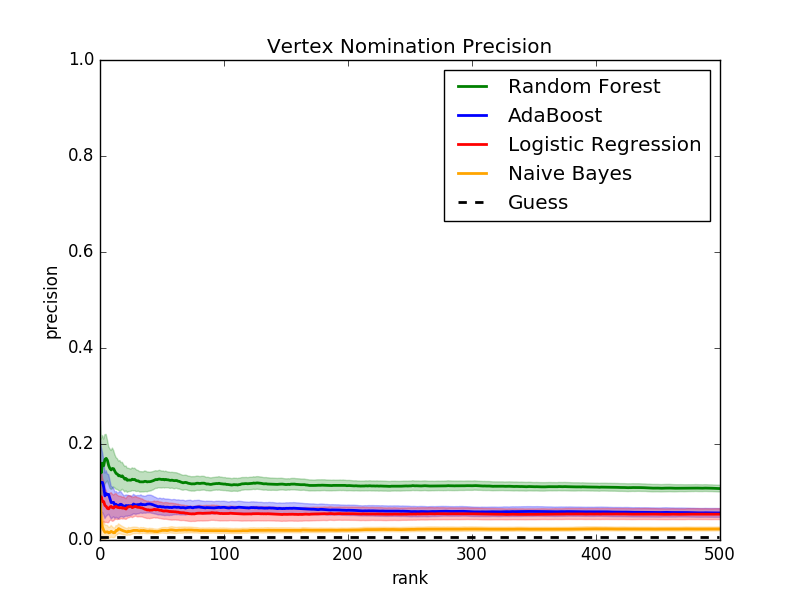 Vertex Nomination Precision
1.0
0.8
0.6
0.4
0.2
0.0
precision
Random Forest
AdaBoost
Logistic Regression
Naive Bayes
Guess
0 100 200 300 400 500
rank